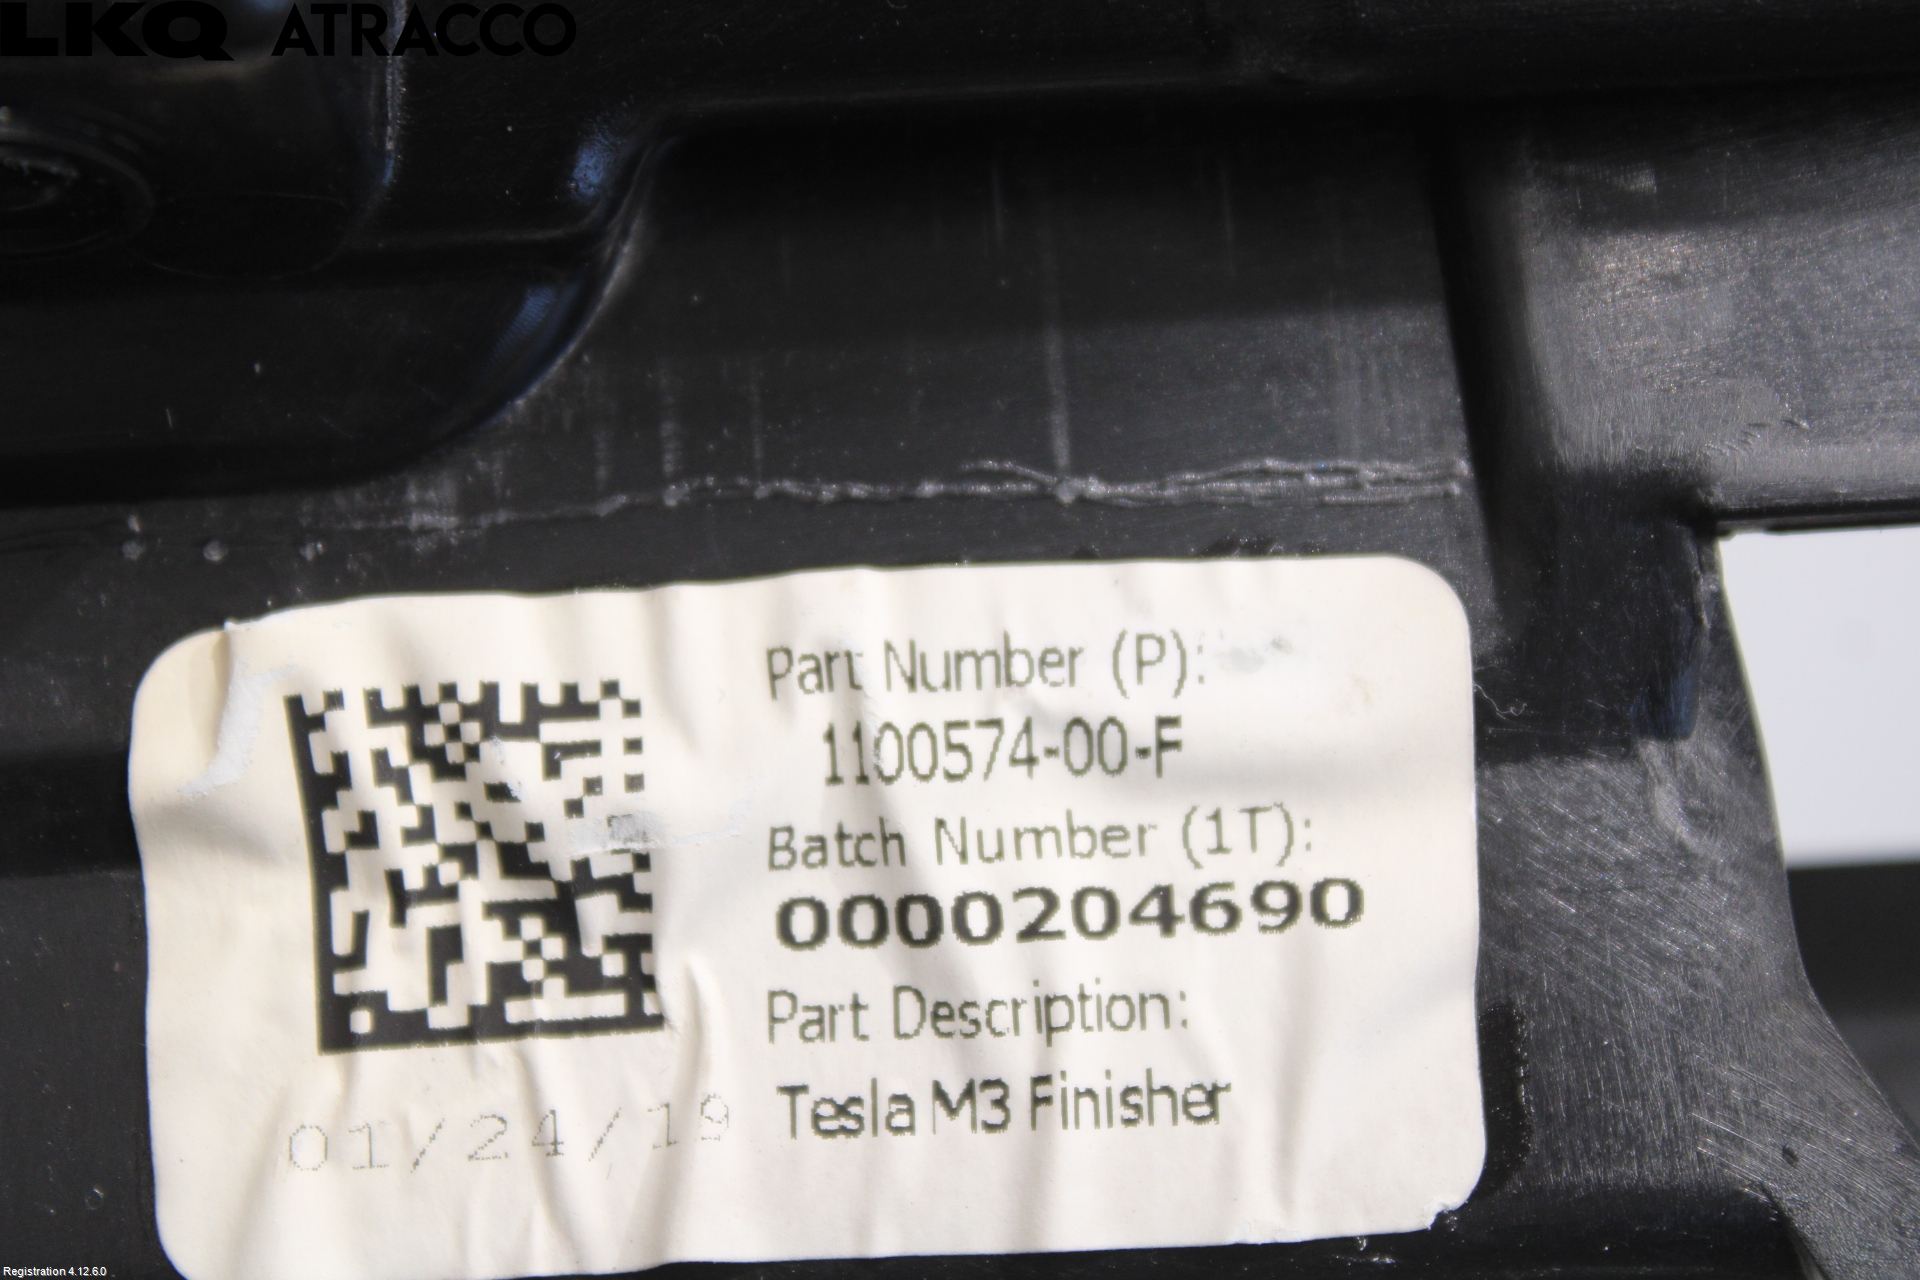 LKQ ATRACCO
Part Number (P):
1100574-00-F
Batch Number (1T):
0000204690
Part Description:
Tesla M3 Finisher
01/24/19
Registration 4.12.6.0